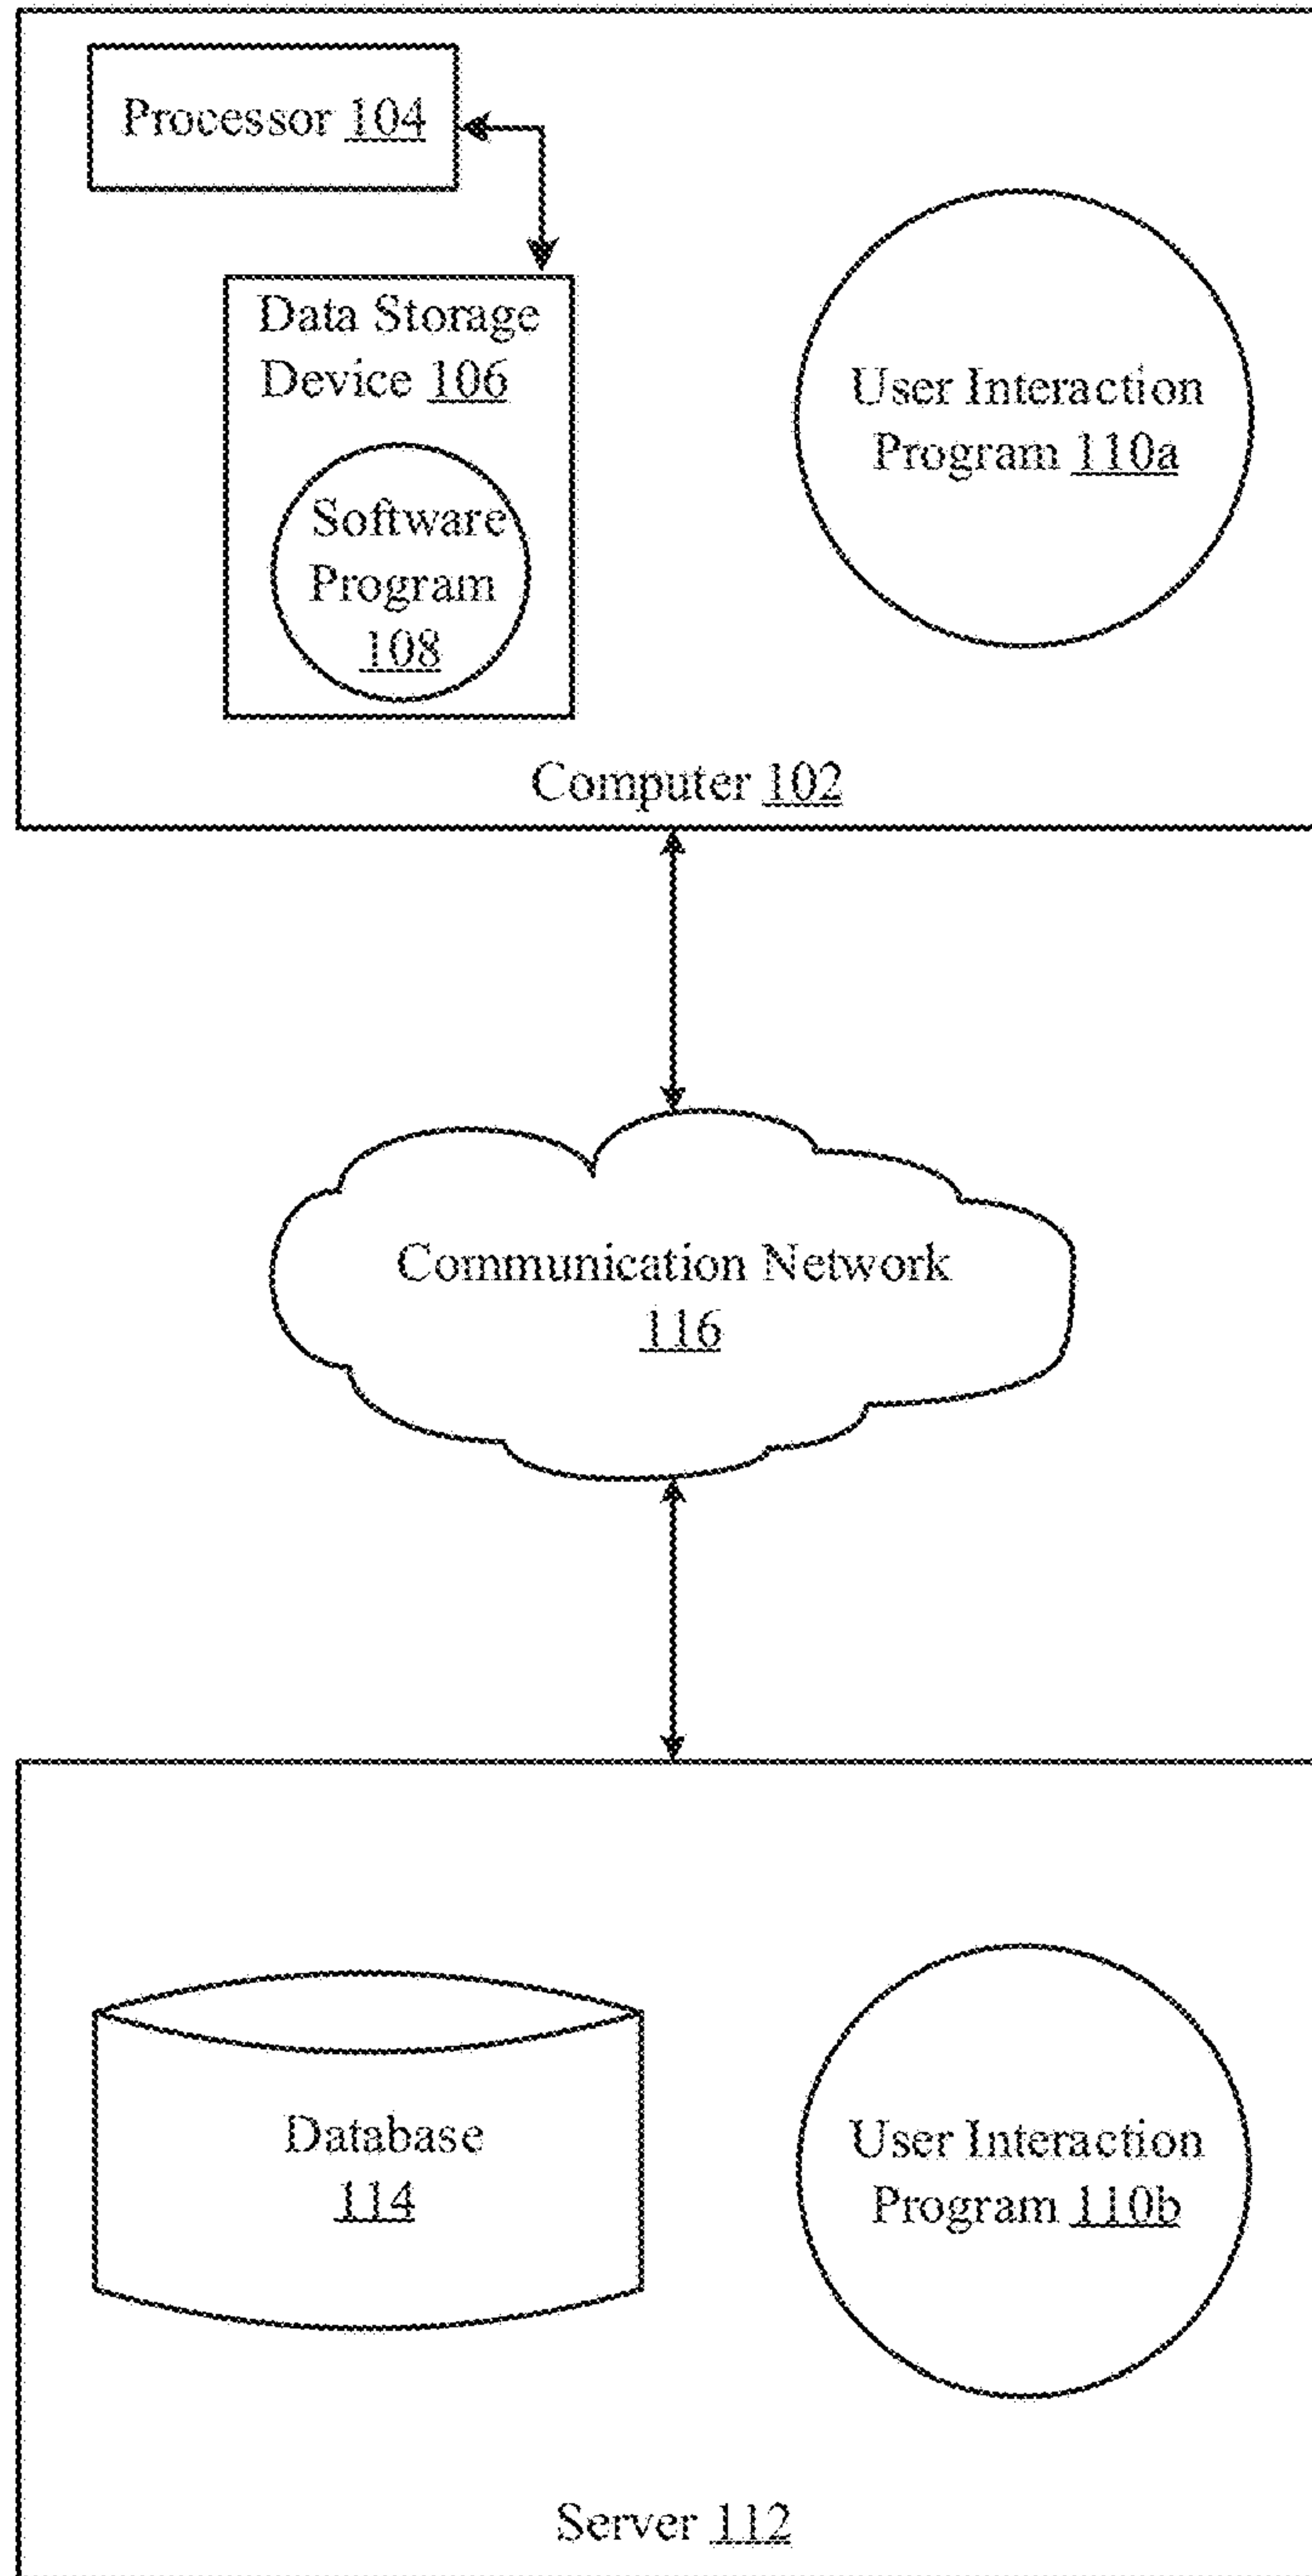 Processor 104
Data Storage
Device 106
Software
Program
108
User Interaction
Program 110a
Computer 102
Communication Network
116
Database
114
User Interaction
Program 110b
Server 112